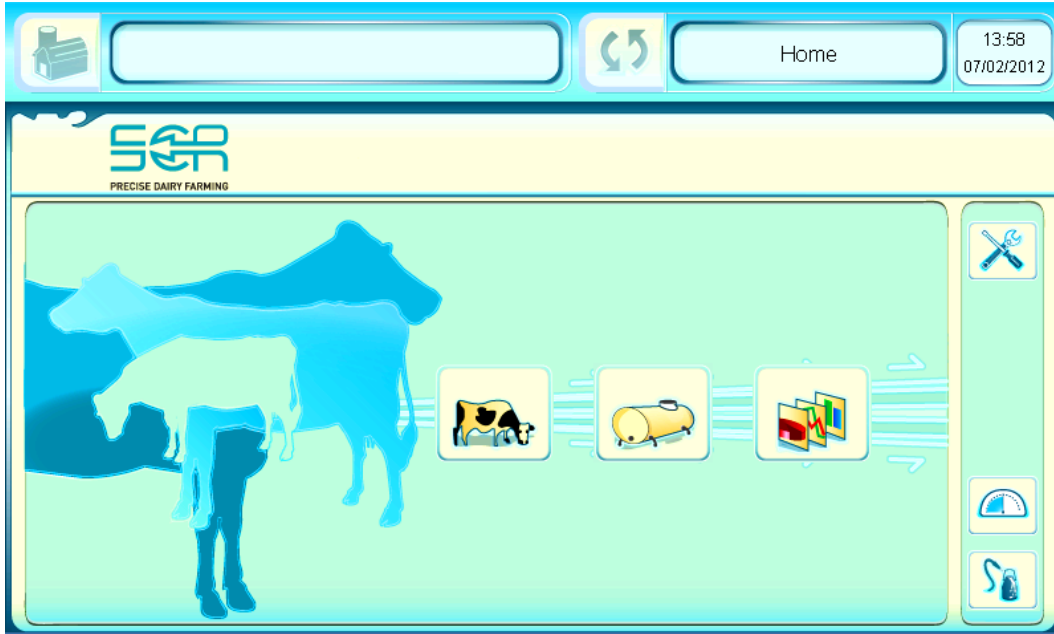 Home
13:58
07/02/2012
SCR
PRECISE DAIRY FARMING